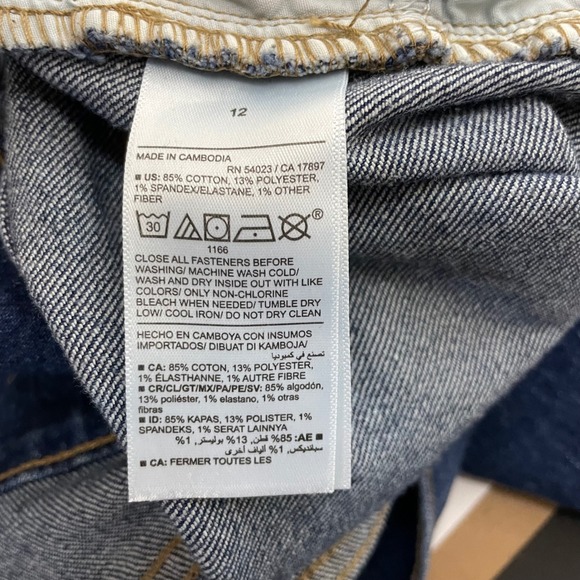 12
MADE IN CAMBODIA
RN 54023 / CA 17897
■ US: 85% COTTON, 13% POLYESTER,
1% SPANDEX/ELASTANE, 1% OTHER
FIBER
30
®
1166
CLOSE ALL FASTENERS BEFORE
WASHING/ MACHINE WASH COLD/
WASH AND DRY INSIDE OUT WITH LIKE
COLORS/ ONLY NON-CHLORINE
BLEACH WHEN NEEDED/ TUMBLE DRY
LOW/ COOL IRON/ DO NOT DRY CLEAN
HECHO EN CAMBOYA CON INSUMOS
IMPORTADOS/ DIBUAT DI KAMBOJA/
تصنع في كمبوديا
■ CA: 85% COTON, 13% POLYESTER,
1% ÉLASTHANNE, 1% AUTRE FIBRE
■ CR/CL/GT/MX/PA/PE/SV: 85% algodón,
13% poliéster, 1% elastano, 1% otras
fibras
■ ID: 85% KAPAS, 13% POLISTER, 1%
SPANDEKS, 1% SERAT LAINNYA
■ AE: 85% قطن, 13% بوليستر, 1%
سبانديكس, 1% ألياف أخرى
■ CA: FERMER TOUTES LES